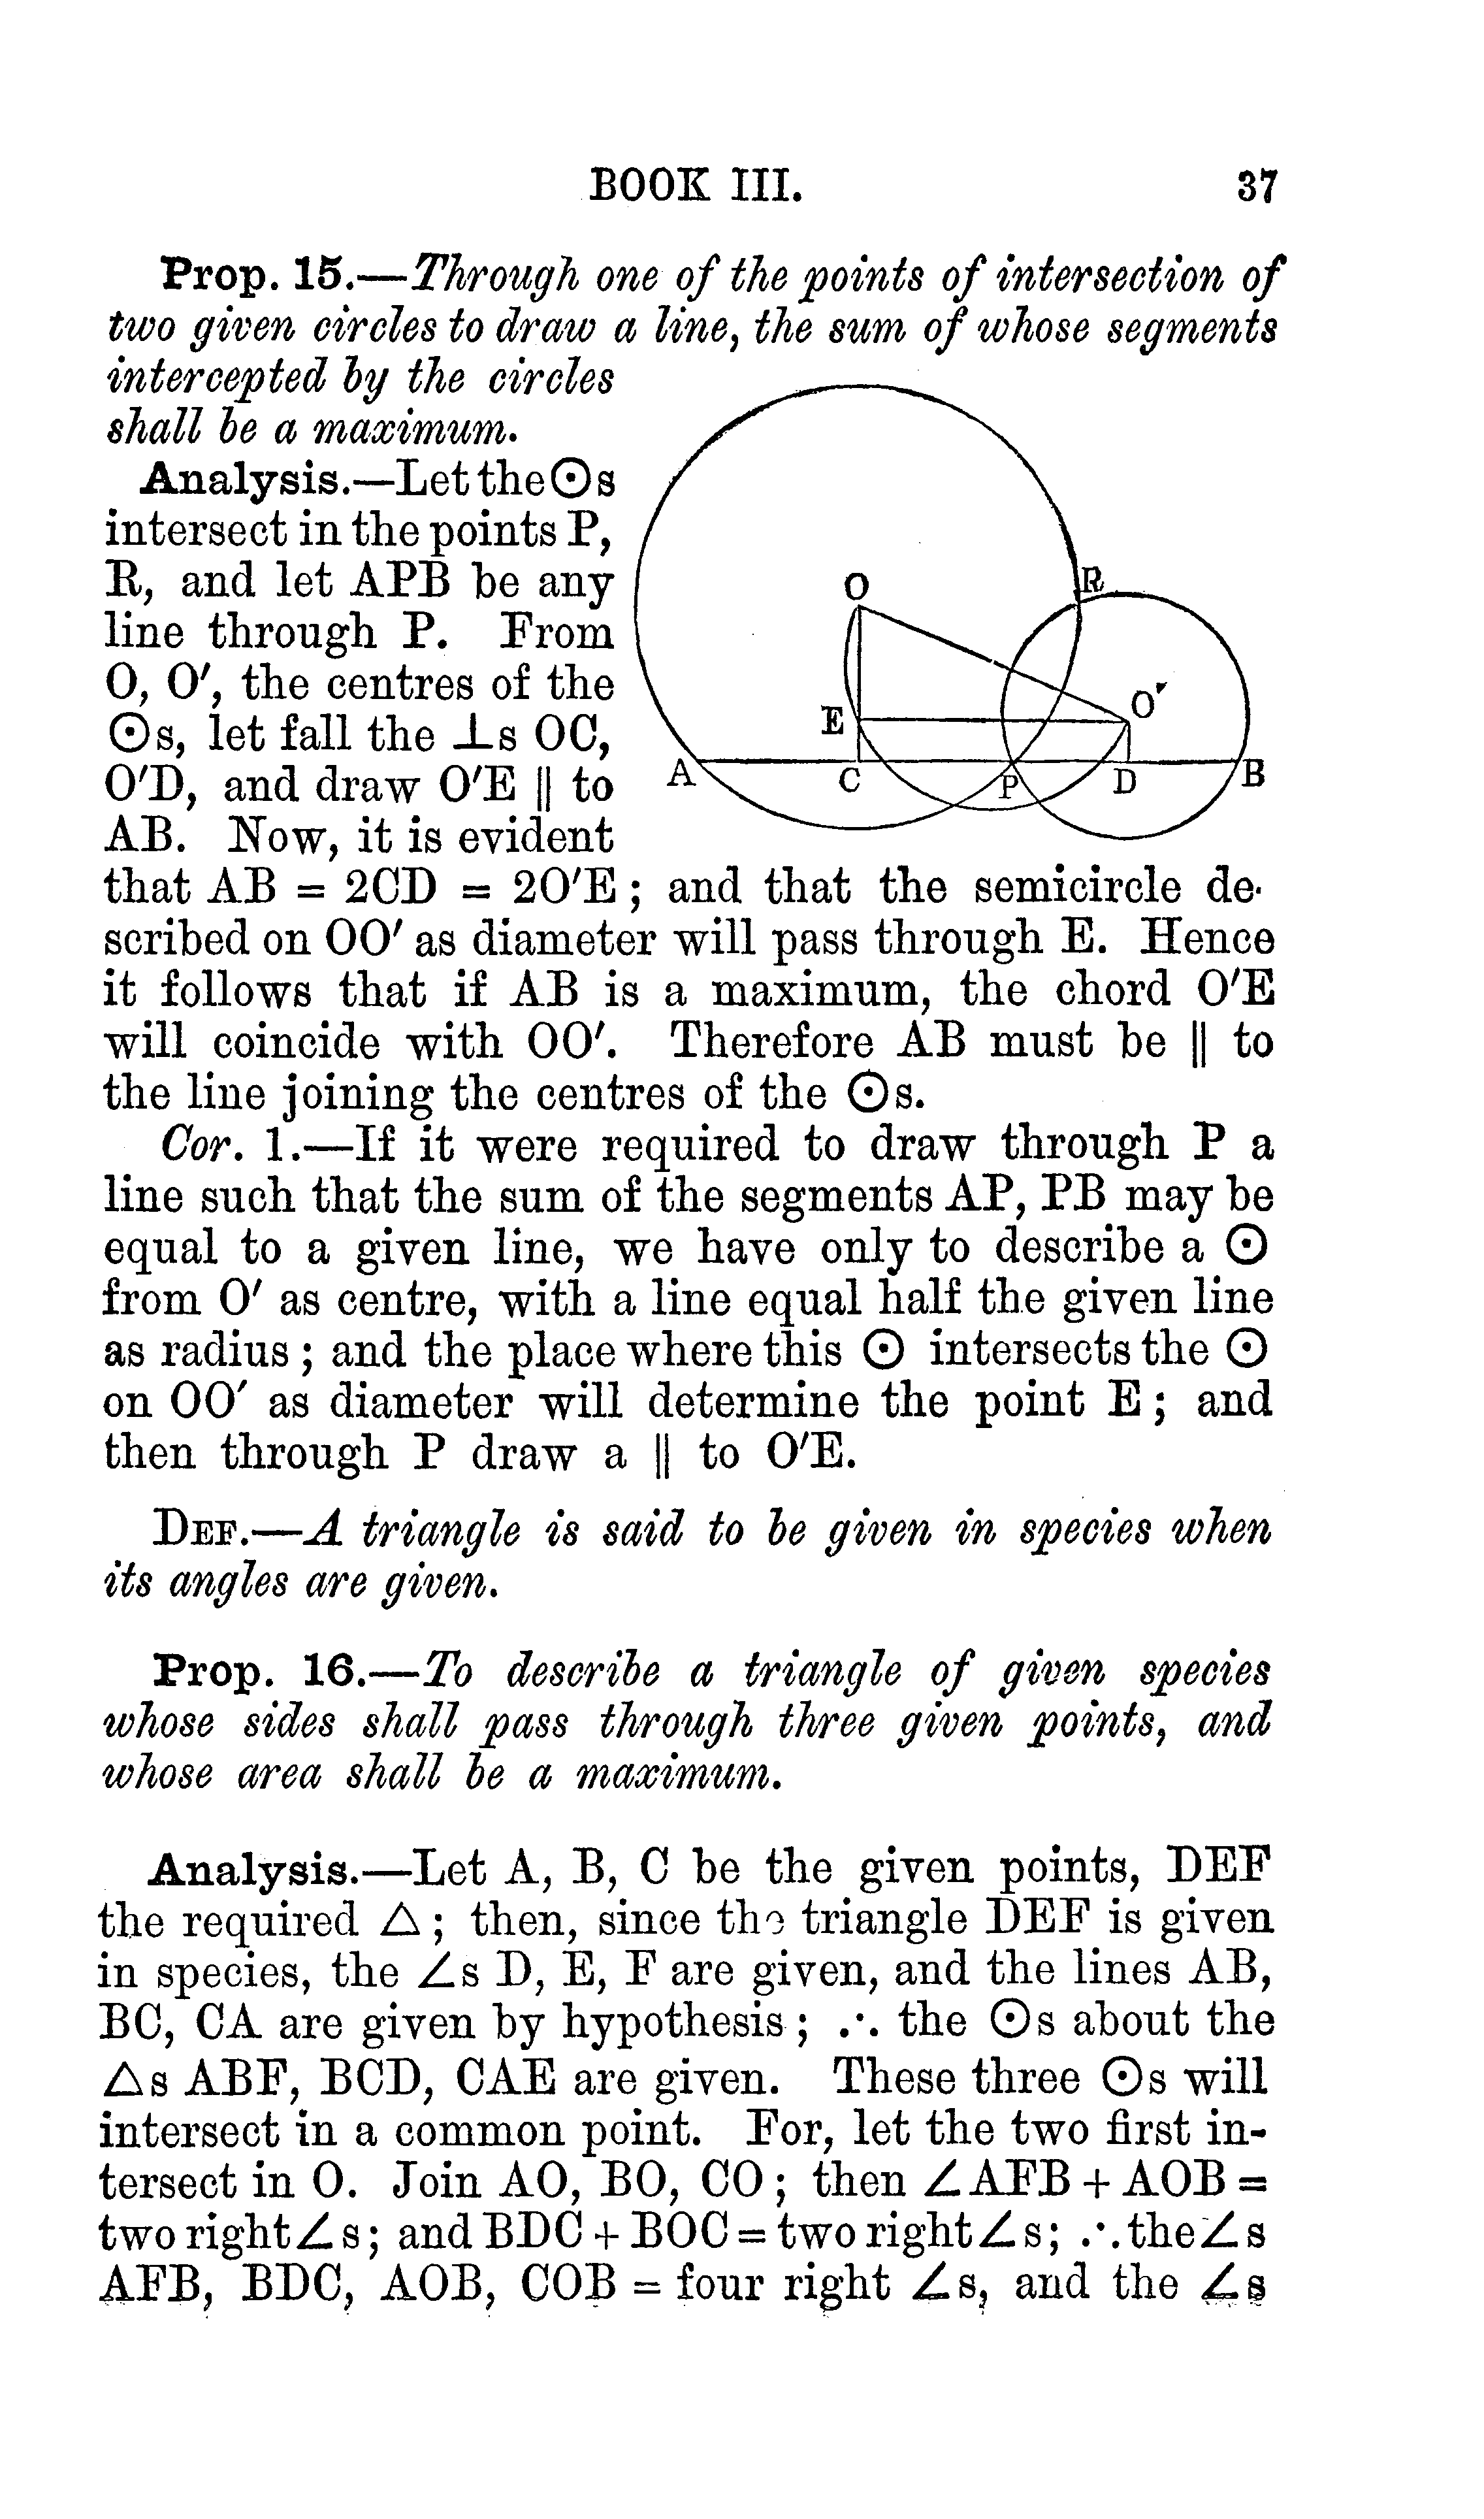 BOOK III. 37
Prop. 15.—Through one of the points of intersection of
two given circles to draw a line, the sum of whose segments
intercepted by the circles
shall be a maximum.
Analysis.—Let the ⊙s
intersect in the points P,
R, and let APB be any
line through P. From
O, O′, the centres of the
⊙s, let fall the ⊥s OC,
O′D, and draw O′E || to
AB. Now, it is evident
O
R
E
O′
A
C
P
D
B
that AB = 2CD = 2O′E; and that the semicircle de-
scribed on OO′ as diameter will pass through E. Hence
it follows that if AB is a maximum, the chord O′E
will coincide with OO′. Therefore AB must be || to
the line joining the centres of the ⊙s.
Cor. 1.—If it were required to draw through P a
line such that the sum of the segments AP, PB may be
equal to a given line, we have only to describe a ⊙
from O′ as centre, with a line equal half the given line
as radius; and the place where this ⊙ intersects the ⊙
on OO′ as diameter will determine the point E; and
then through P draw a || to O′E.
DEF.—A triangle is said to be given in species when
its angles are given.
Prop. 16.—To describe a triangle of given species
whose sides shall pass through three given points, and
whose area shall be a maximum.
Analysis.—Let A, B, C be the given points, DEF
the required △; then, since the triangle DEF is given
in species, the ∠s D, E, F are given, and the lines AB,
BC, CA are given by hypothesis; ∴ the ⊙s about the
△s ABF, BCD, CAE are given. These three ⊙s will
intersect in a common point. For, let the two first in-
tersect in O. Join AO, BO, CO; then ∠ AFB + AOB =
two right ∠s; and BDC + BOC = two right ∠s; ∴ the ∠s
AFB, BDC, AOB, COB = four right ∠s, and the ∠s